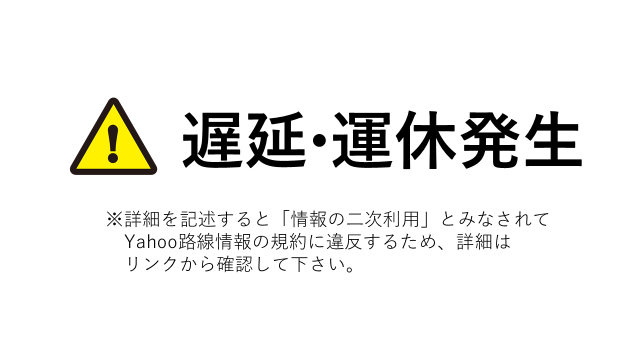 遅延・運休発生
※詳細を記述すると「情報の二次利用」とみなされて
Yahoo路線情報の規約に違反するため、詳細は
リンクから確認して下さい。